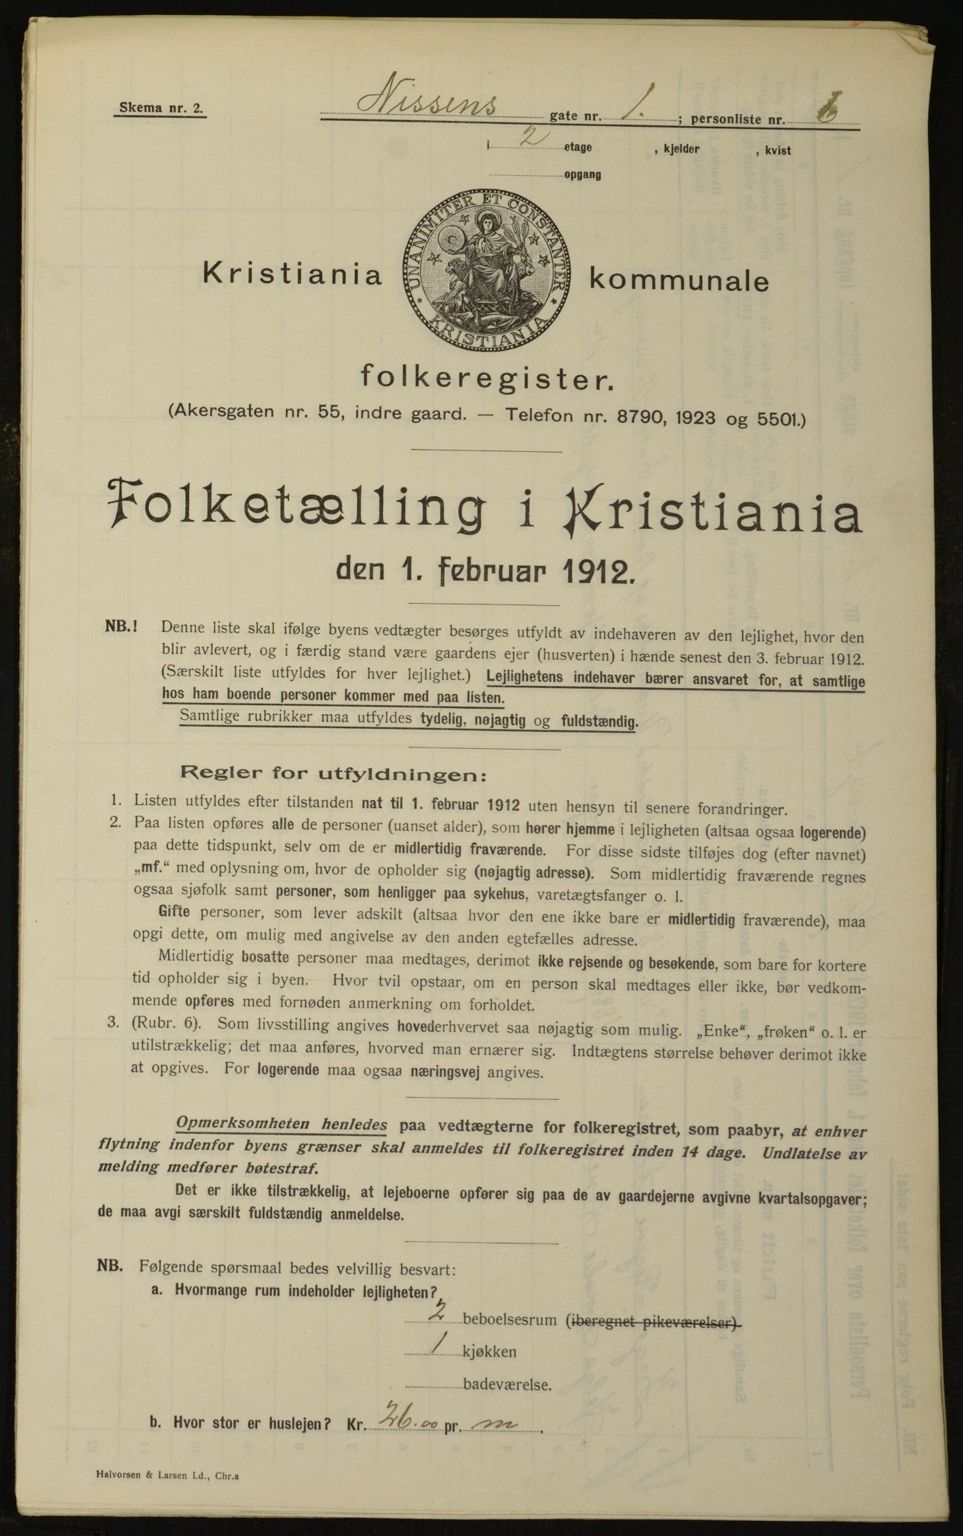 Skema nr. 2.
Nissens gate nr. 1. ; personliste nr.
i 2 etage , kjelder , kvist
opgang
UNANIMITER ET CONSTANTER
KRISTIANIA
Kristiania kommunale
folkeregister.
(Akersgaten nr. 55, indre gaard. — Telefon nr. 8790, 1923 og 5501.)
Folketælling i Kristiania
den 1. februar 1912.
NB.! Denne liste skal ifølge byens vedtægter besørges utfyldt av indehaveren av den lejlighet, hvor den
blir avlevert, og i færdig stand være gaardens ejer (husverten) i hænde senest den 3. februar 1912.
(Særskilt liste utfyldes for hver lejlighet.) Lejlighetens indehaver bærer ansvaret for, at samtlige
hos ham boende personer kommer med paa listen.
Samtlige rubrikker maa utfyldes tydelig, nøjagtig og fuldstændig.
Regler for utfyldningen:
1. Listen utfyldes efter tilstanden nat til 1. februar 1912 uten hensyn til senere forandringer.
2. Paa listen opføres alle de personer (uanset alder), som hører hjemme i lejligheten (altsaa ogsaa logerende)
paa dette tidspunkt, selv om de er midlertidig fraværende. For disse sidste tilføjes dog (efter navnet)
„mf.“ med oplysning om, hvor de opholder sig (nøjagtig adresse). Som midlertidig fraværende regnes
ogsaa sjøfolk samt personer, som henligger paa sykehus, varetægtsfanger o. l.
Gifte personer, som lever adskilt (altsaa hvor den ene ikke bare er midlertidig fraværende), maa
opgi dette, om mulig med angivelse av den anden egtefælles adresse.
Midlertidig bosatte personer maa medtages, derimot ikke rejsende og besøkende, som bare for kortere
tid opholder sig i byen. Hvor tvil opstaar, om en person skal medtages eller ikke, bør vedkom-
mende opføres med fornøden anmerkning om forholdet.
3. (Rubr. 6). Som livsstilling angives hovederhvervet saa nøjagtig som mulig. „Enke“, „frøken“ o. l. er
utilstrækkelig; det maa anføres, hvorved man ernærer sig. Indtægtens størrelse behøver derimot ikke
at opgives. For logerende maa ogsaa næringsvej angives.
Opmerksomheten henledes paa vedtægterne for folkeregistret, som paabyr, at enhver
flytning indenfor byens grænser skal anmeldes til folkeregistret inden 14 dage. Undlatelse av
melding medfører bøtestraf.
Det er ikke tilstrækkelig, at lejeboerne opfører sig paa de av gaardejerne avgivne kvartalsopgaver;
de maa avgi særskilt fuldstændig anmeldelse.
NB. Følgende spørsmaal bedes velvillig besvart:
a. Hvormange rum indeholder lejligheten?
2 beboelsesrum (iberegnet pikeværelser).
1 kjøkken
badeværelse.
b. Hvor stor er huslejen? Kr. 26.00 pr. m.
Halvorsen & Larsen Ld., Chr.a